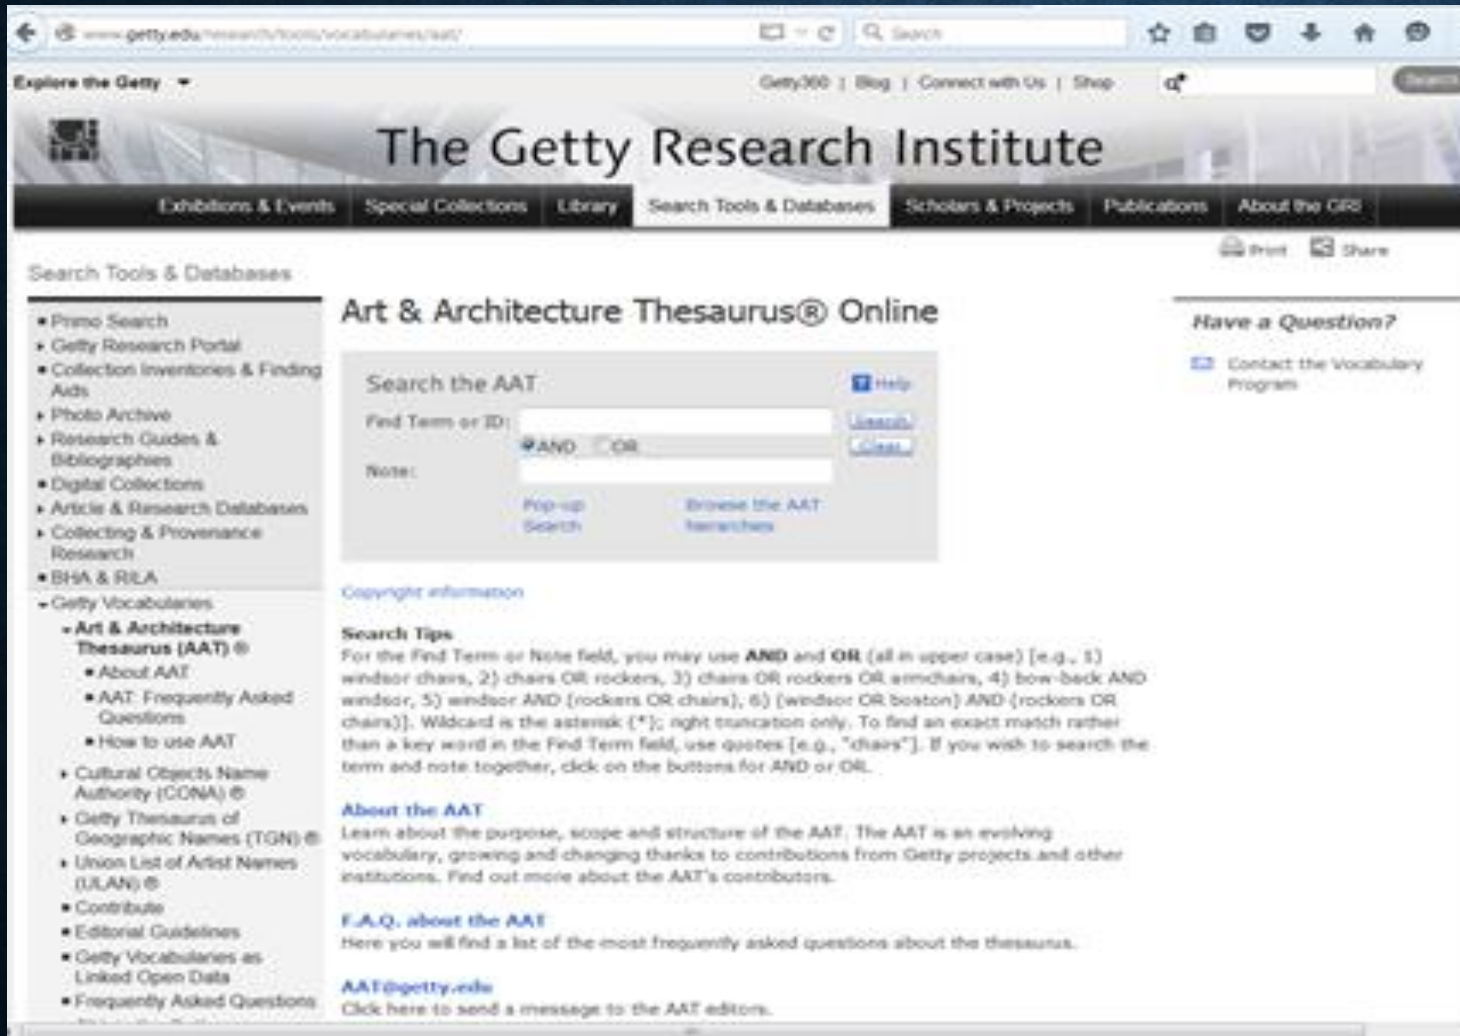 www.getty.edu/research/tools/vocabularies/aat/
Search
Explore the Getty
Getty360 | Blog | Connect with Us | Shop
Search
The Getty Research Institute
Exhibitions & Events
Special Collections
Library
Search Tools & Databases
Scholars & Projects
Publications
About the GRI
Print
Share
Search Tools & Databases
Primo Search
Getty Research Portal
Collection Inventories & Finding
Aids
Photo Archive
Research Guides &
Bibliographies
Digital Collections
Article & Research Databases
Collecting & Provenance
Research
BHA & RILA
Getty Vocabularies
Art & Architecture
Thesaurus (AAT) ®
About AAT
AAT: Frequently Asked
Questions
How to use AAT
Cultural Objects Name
Authority (CONA) ®
Getty Thesaurus of
Geographic Names (TGN) ®
Union List of Artist Names
(ULAN) ®
Contribute
Editorial Guidelines
Getty Vocabularies as
Linked Open Data
Frequently Asked Questions
Art & Architecture Thesaurus® Online
Search the AAT
Help
Find Term or ID:
Search
AND OR
Clear
Note:
Pop-up
Search
Browse the AAT
hierarchies
Copyright information
Search Tips
For the Find Term or Note field, you may use AND and OR (all in upper case) [e.g., 1)
windsor chairs, 2) chairs OR rockers, 3) chairs OR rockers OR armchairs, 4) bow-back AND
windsor, 5) windsor AND (rockers OR chairs), 6) (windsor OR boston) AND (rockers OR
chairs)]. Wildcard is the asterisk (*); right truncation only. To find an exact match rather
than a key word in the Find Term field, use quotes [e.g., "chairs"]. If you wish to search the
term and note together, click on the buttons for AND or OR.
About the AAT
Learn about the purpose, scope and structure of the AAT. The AAT is an evolving
vocabulary, growing and changing thanks to contributions from Getty projects and other
institutions. Find out more about the AAT's contributors.
F.A.Q. about the AAT
Here you will find a list of the most frequently asked questions about the thesaurus.
AAT@getty.edu
Click here to send a message to the AAT editors.
Have a Question?
Contact the Vocabulary
Program